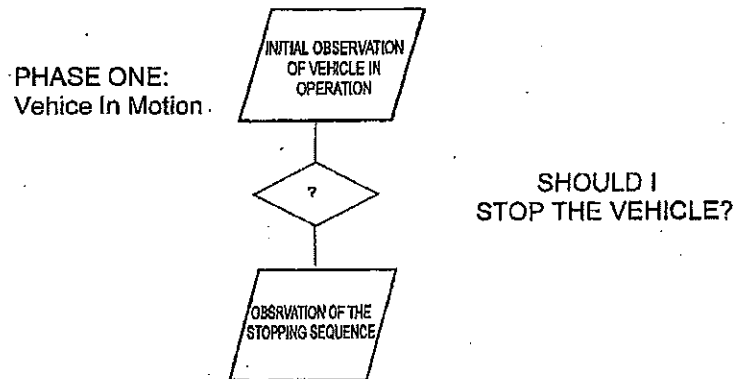 INITIAL OBSERVATION
OF VEHICLE IN
OPERATION
PHASE ONE:
Vehice In Motion
?
SHOULD I
STOP THE VEHICLE?
OBSRVATION OF THE
STOPPING SEQUENCE